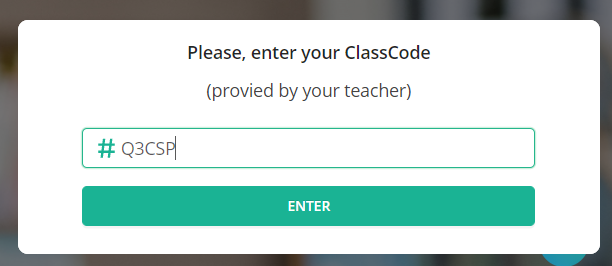 Please, enter your ClassCode
(provied by your teacher)
# Q3CSP
ENTER